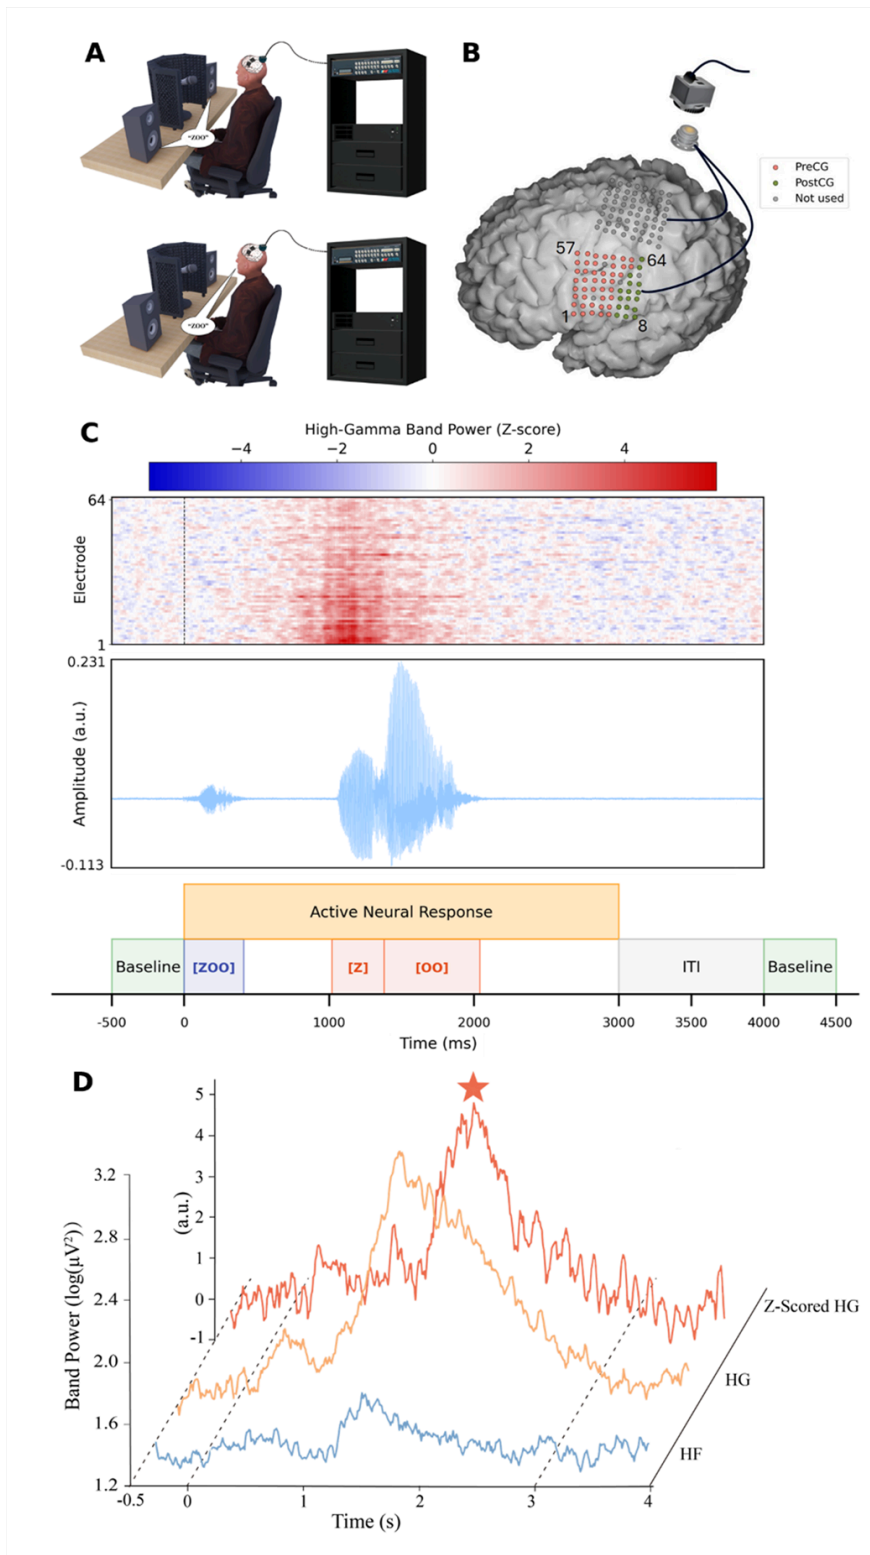 A
"ZOO"
"ZOO"
B
PreCG
PostCG
Not used
57
64
1
8
C
High-Gamma Band Power (Z-score)
−4 −2 0 2 4
64
Electrode
1
0.231
Amplitude (a.u.)
-0.113
Active Neural Response
Baseline [ZOO] [Z] [OO] ITI Baseline
-500 0 1000 2000 3000 3500 4000 4500
Time (ms)
D
5
4
3
2
1
0
-1
(a.u.)
3.2
2.8
2.4
2.0
1.6
1.2
Band Power (log(μV²))
Z-Scored HG
HG
HF
-0.5 0 1 2 3 4
Time (s)